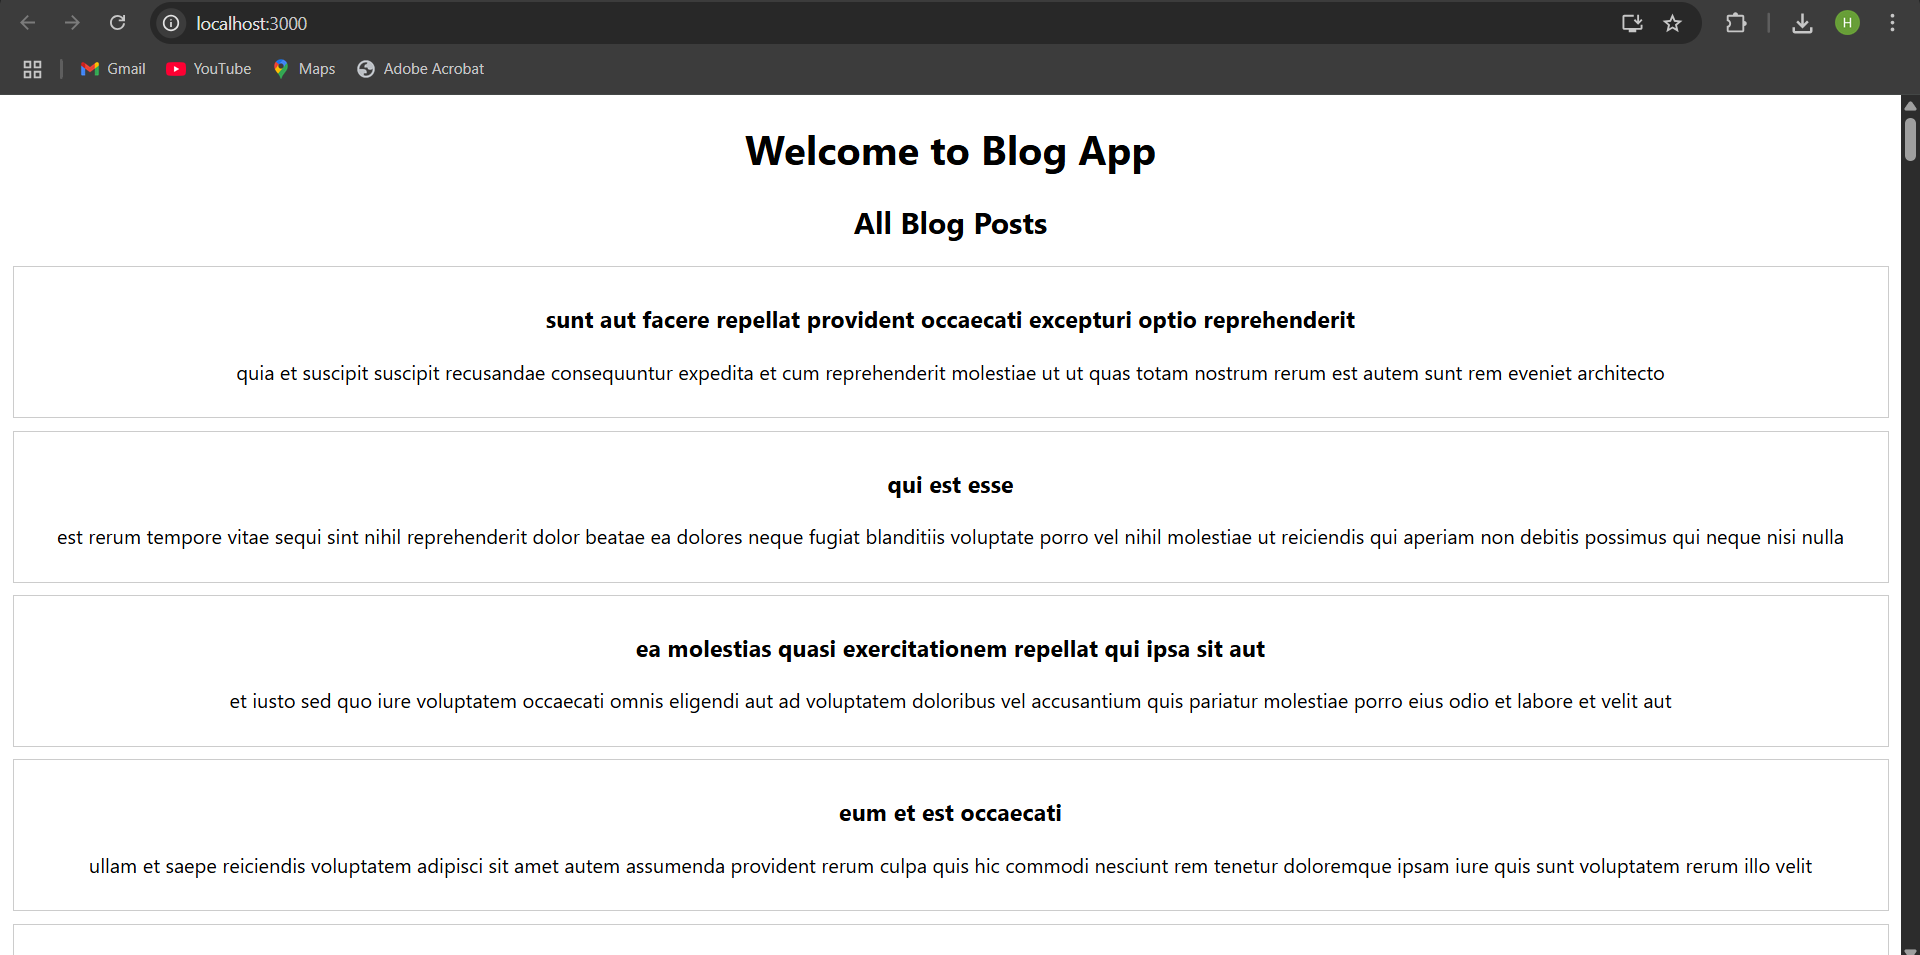 localhost:3000
H
Gmail
YouTube
Maps
Adobe Acrobat
Welcome to Blog App
All Blog Posts
sunt aut facere repellat provident occaecati excepturi optio reprehenderit
quia et suscipit suscipit recusandae consequuntur expedita et cum reprehenderit molestiae ut ut quas totam nostrum rerum est autem sunt rem eveniet architecto
qui est esse
est rerum tempore vitae sequi sint nihil reprehenderit dolor beatae ea dolores neque fugiat blanditiis voluptate porro vel nihil molestiae ut reiciendis qui aperiam non debitis possimus qui neque nisi nulla
ea molestias quasi exercitationem repellat qui ipsa sit aut
et iusto sed quo iure voluptatem occaecati omnis eligendi aut ad voluptatem doloribus vel accusantium quis pariatur molestiae porro eius odio et labore et velit aut
eum et est occaecati
ullam et saepe reiciendis voluptatem adipisci sit amet autem assumenda provident rerum culpa quis hic commodi nesciunt rem tenetur doloremque ipsam iure quis sunt voluptatem rerum illo velit